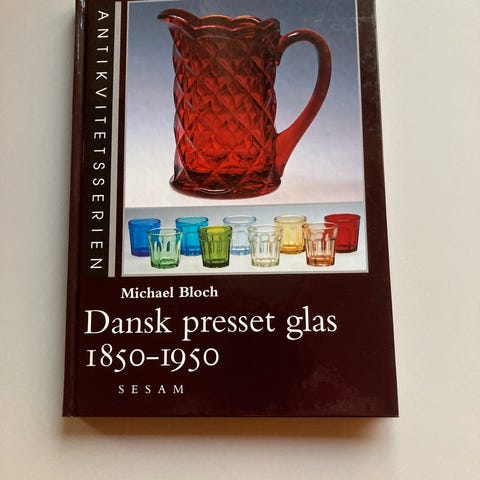 ANTIKVITETSSERIEN
Michael Bloch
Dansk presset glas
1850-1950
SESAM